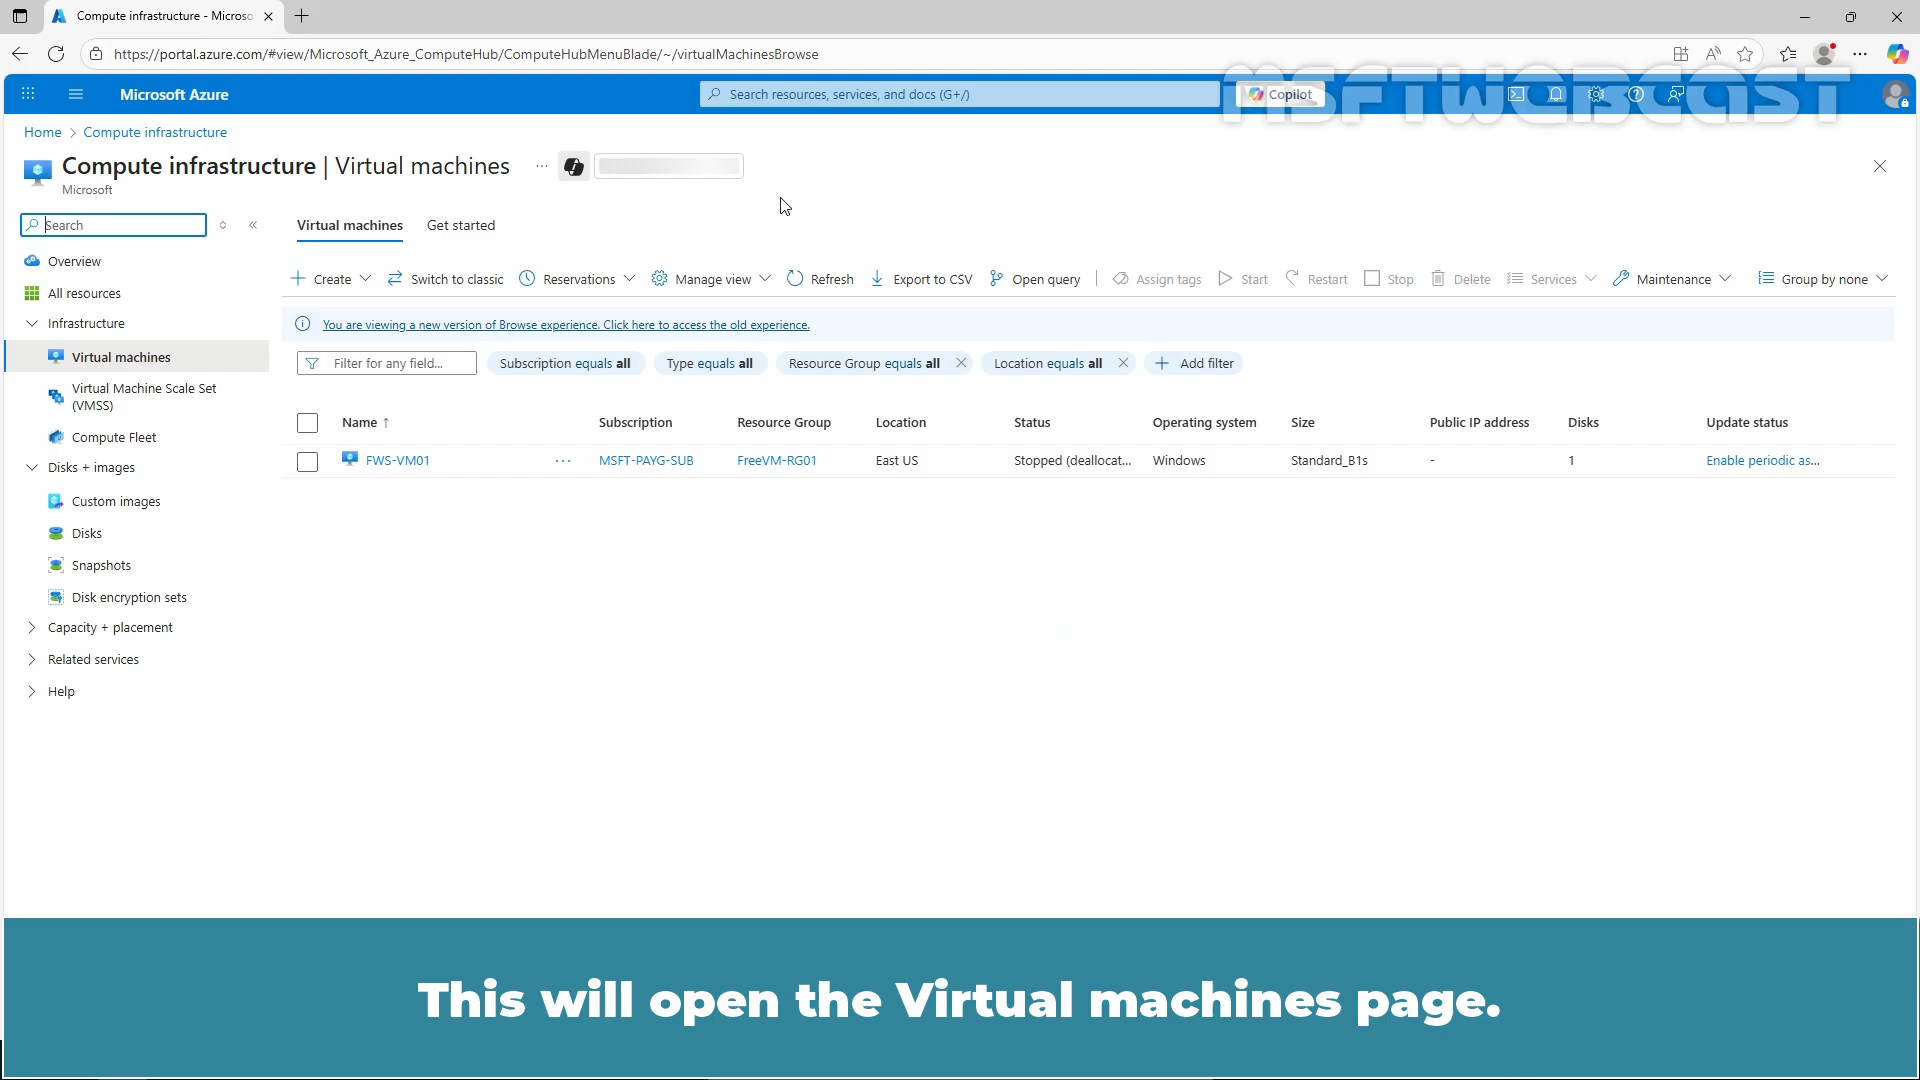 Compute infrastructure - Microso
https://portal.azure.com/#view/Microsoft_Azure_ComputeHub/ComputeHubMenuBlade/~/virtualMachinesBrowse
Microsoft Azure
Search resources, services, and docs (G+/)
Copilot
MSFTWEBCAST
Home > Compute infrastructure
Compute infrastructure | Virtual machines
Microsoft
Search
Overview
All resources
Infrastructure
Virtual machines
Virtual Machine Scale Set
(VMSS)
Compute Fleet
Disks + images
Custom images
Disks
Snapshots
Disk encryption sets
Capacity + placement
Related services
Help
Virtual machines Get started
Create Switch to classic Reservations Manage view Refresh Export to CSV Open query Assign tags Start Restart Stop Delete Services Maintenance Group by none
You are viewing a new version of Browse experience. Click here to access the old experience.
Filter for any field... Subscription equals all Type equals all Resource Group equals all Location equals all Add filter
Name ↑ Subscription Resource Group Location Status Operating system Size Public IP address Disks Update status
FWS-VM01 ... MSFT-PAYG-SUB FreeVM-RG01 East US Stopped (deallocat... Windows Standard_B1s - 1 Enable periodic as...
This will open the Virtual machines page.